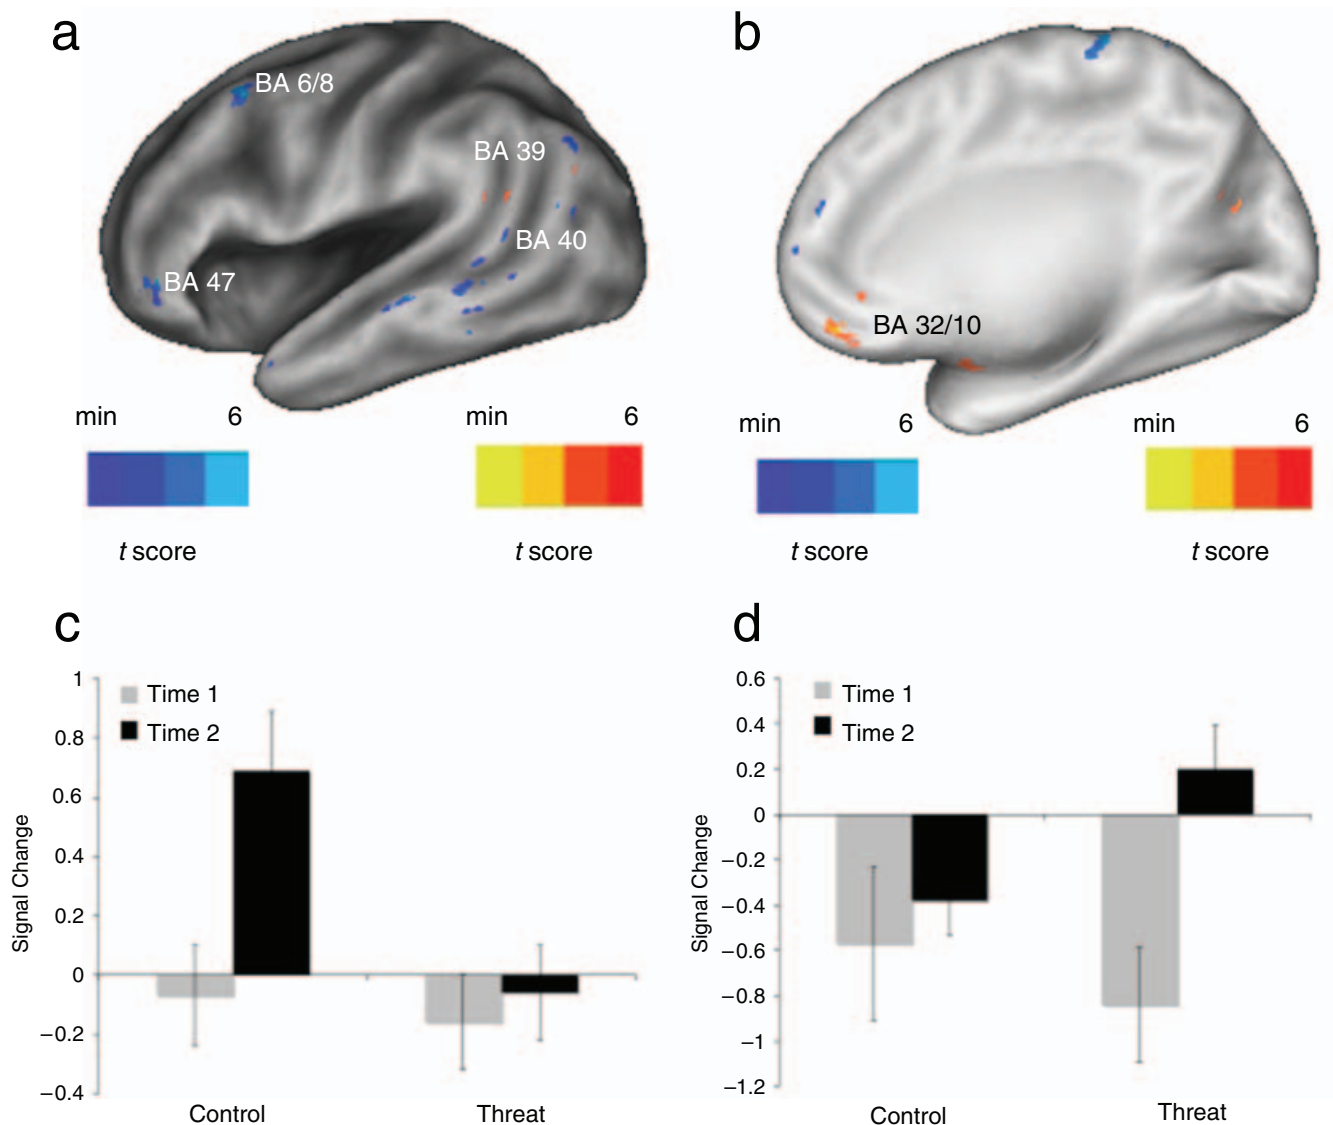 a
b
BA 6/8
BA 39
BA 40
BA 47
BA 32/10
min 6
min 6
min 6
min 6
t score
t score
t score
t score
c
d
Time 1
Time 2
Signal Change
1
0.8
0.6
0.4
0.2
0
−0.2
−0.4
Control Threat
Time 1
Time 2
Signal Change
0.6
0.4
0.2
0
−0.2
−0.4
−0.6
−0.8
−1
−1.2
Control Threat